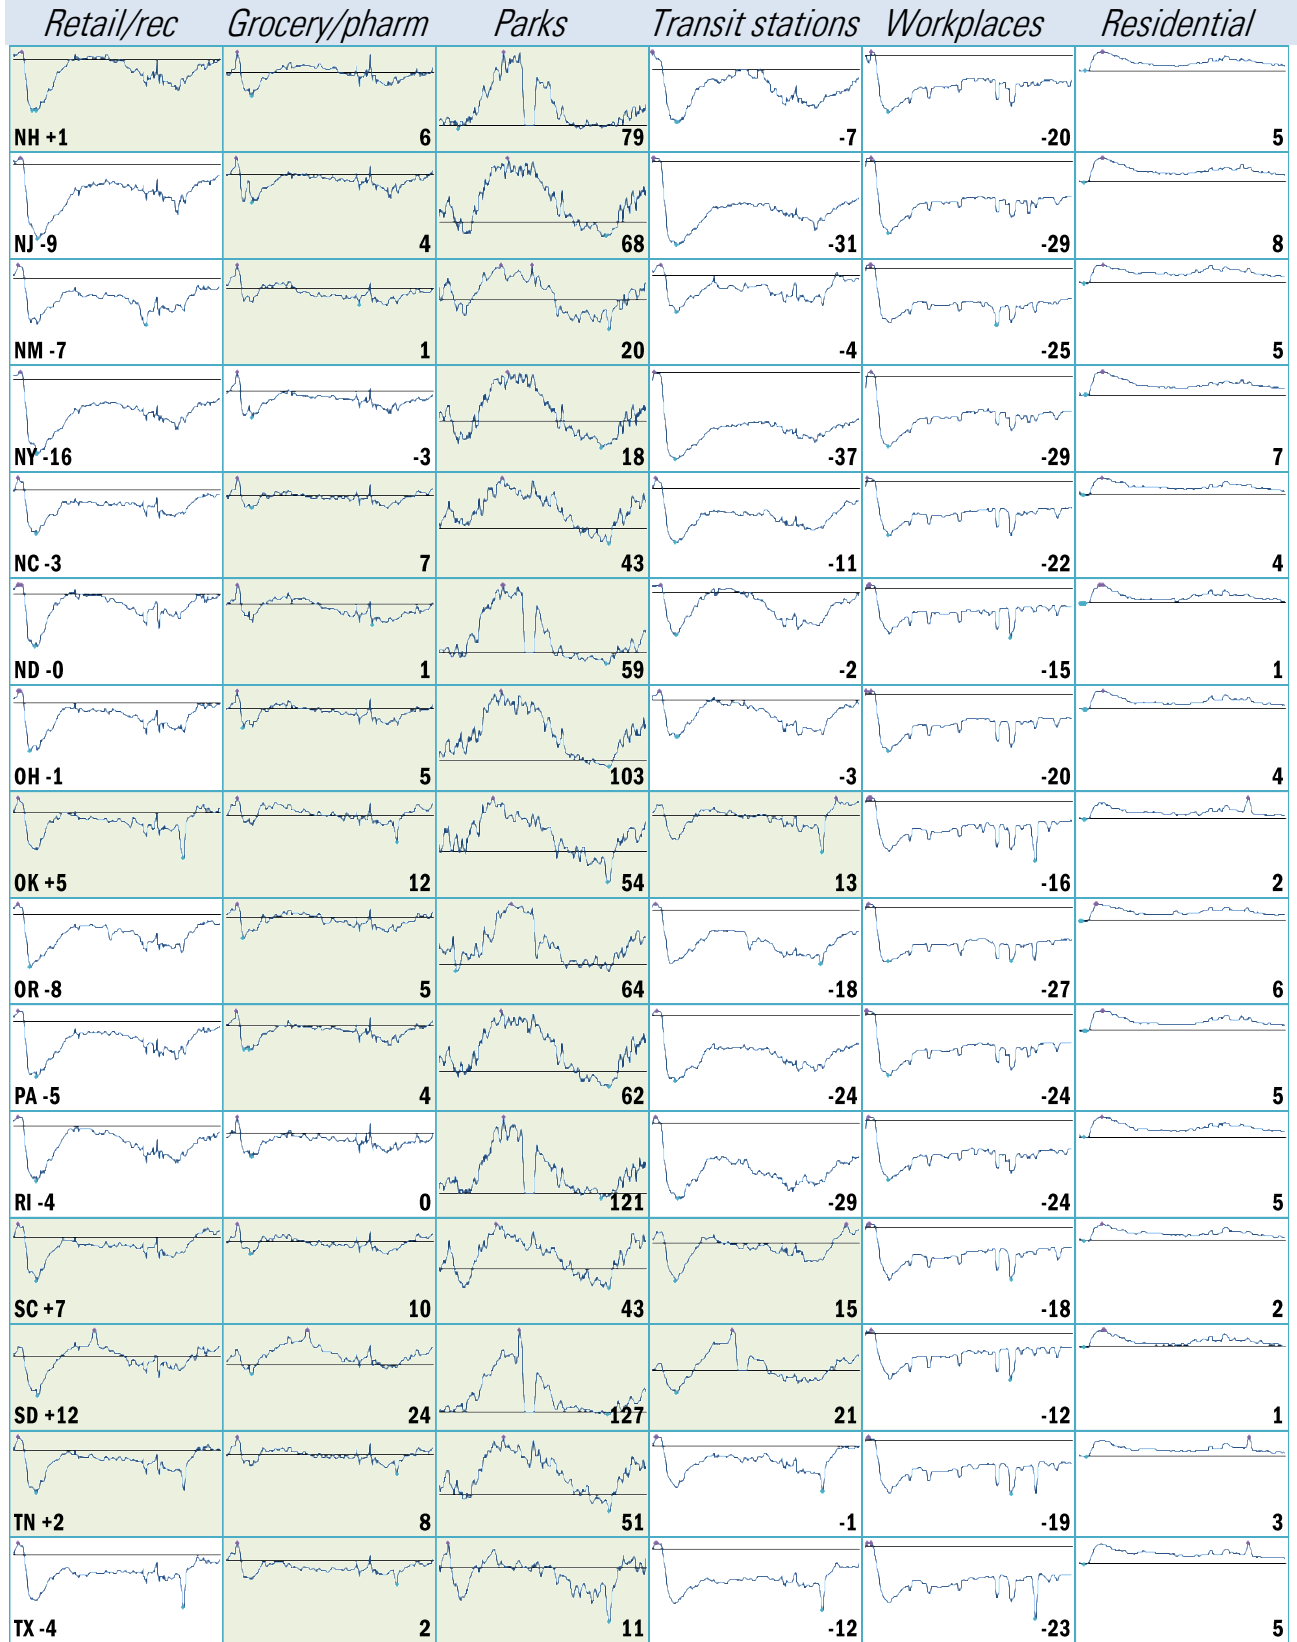 Retail/rec Grocery/pharm Parks Transit stations Workplaces Residential
NH +1 6 79 -7 -20 5
NJ -9 4 68 -31 -29 8
NM -7 1 20 -4 -25 5
NY -16 -3 18 -37 -29 7
NC -3 7 43 -11 -22 4
ND -0 1 59 -2 -15 1
OH -1 5 103 -3 -20 4
OK +5 12 54 13 -16 2
OR -8 5 64 -18 -27 6
PA -5 4 62 -24 -24 5
RI -4 0 121 -29 -24 5
SC +7 10 43 15 -18 2
SD +12 24 127 21 -12 1
TN +2 8 51 -1 -19 3
TX -4 2 11 -12 -23 5